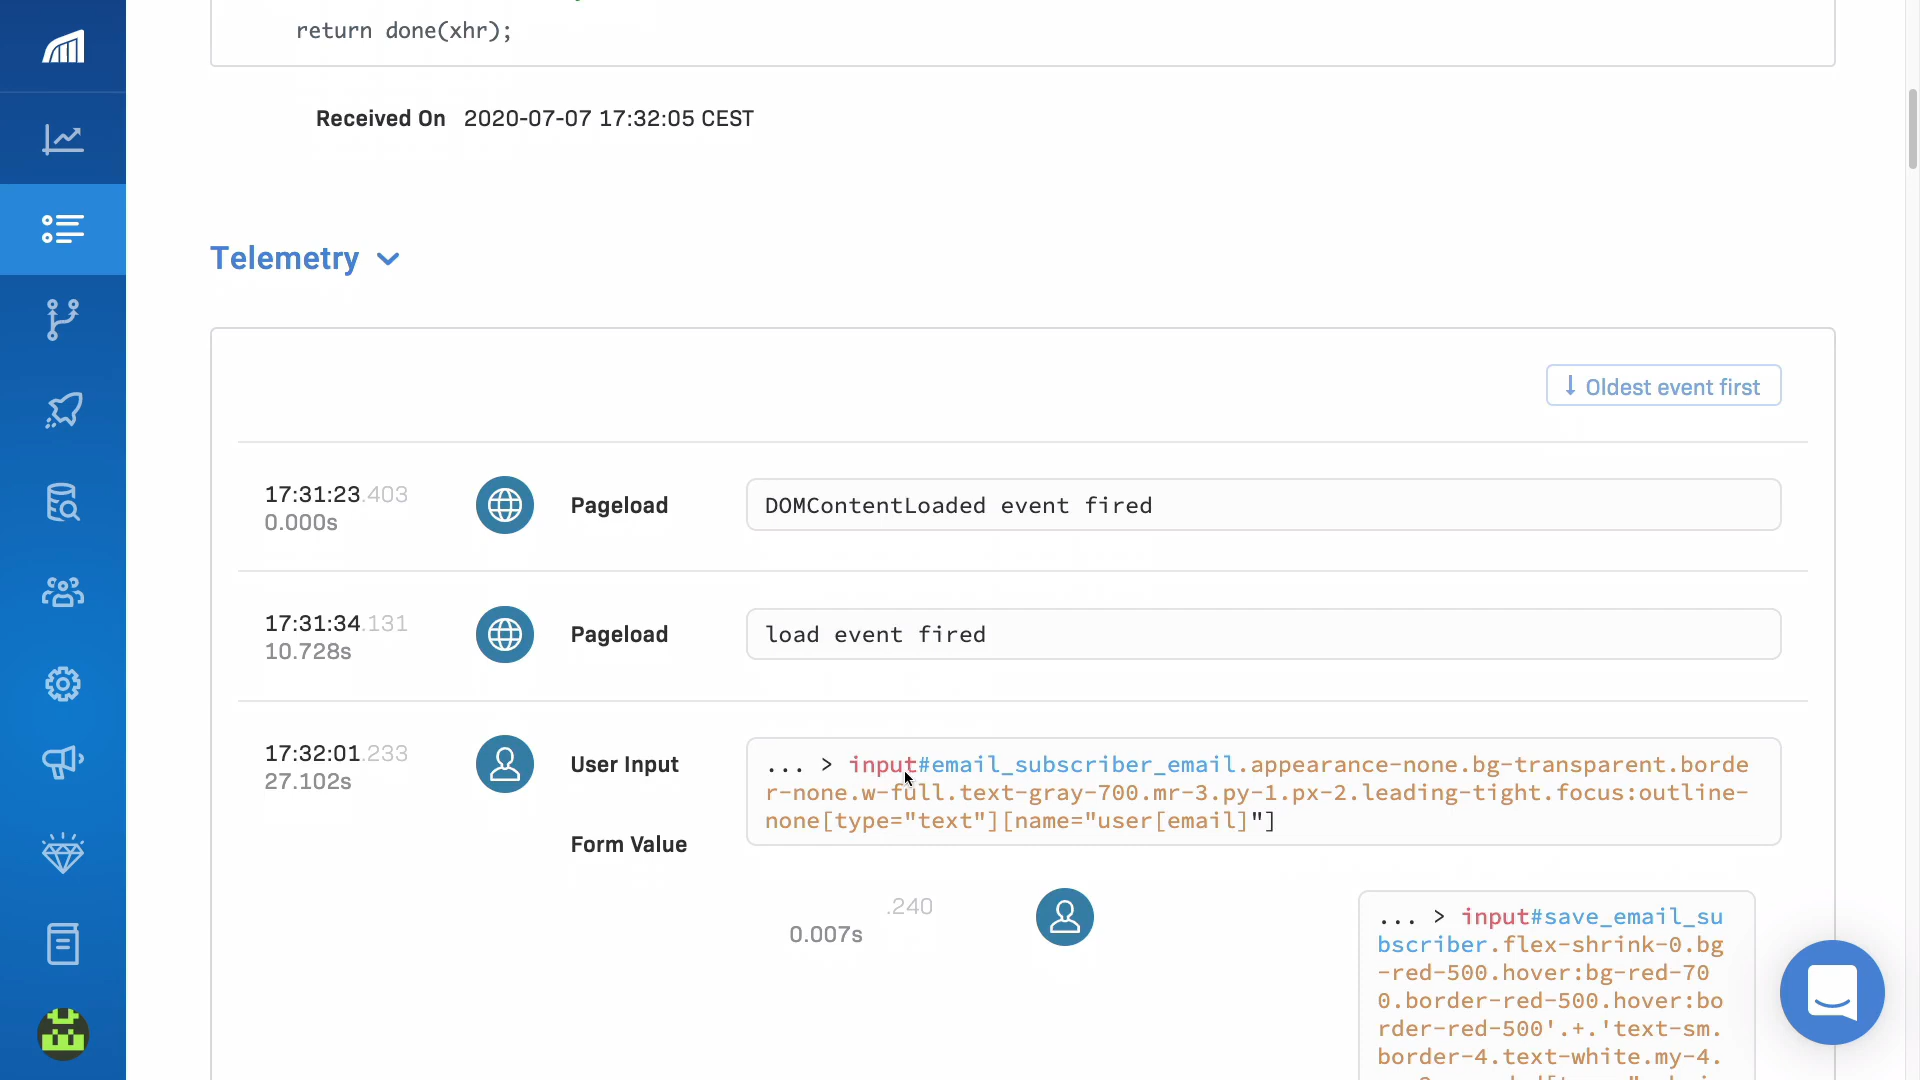 return done(xhr);
Received On 2020-07-07 17:32:05 CEST
Telemetry
Oldest event first
17:31:23.403
0.000s
Pageload
DOMContentLoaded event fired
17:31:34.131
10.728s
Pageload
load event fired
17:32:01.233
27.102s
User Input
... > input#email_subscriber_email.appearance-none.bg-transparent.borde
r-none.w-full.text-gray-700.mr-3.py-1.px-2.leading-tight.focus:outline-
none[type="text"][name="user[email]"]
Form Value
.240
0.007s
... > input#save_email_su
bscriber.flex-shrink-0.bg
-red-500.hover:bg-red-70
0.border-red-500.hover:bo
rder-red-500'.+.'text-sm.
border-4.text-white.my-4.